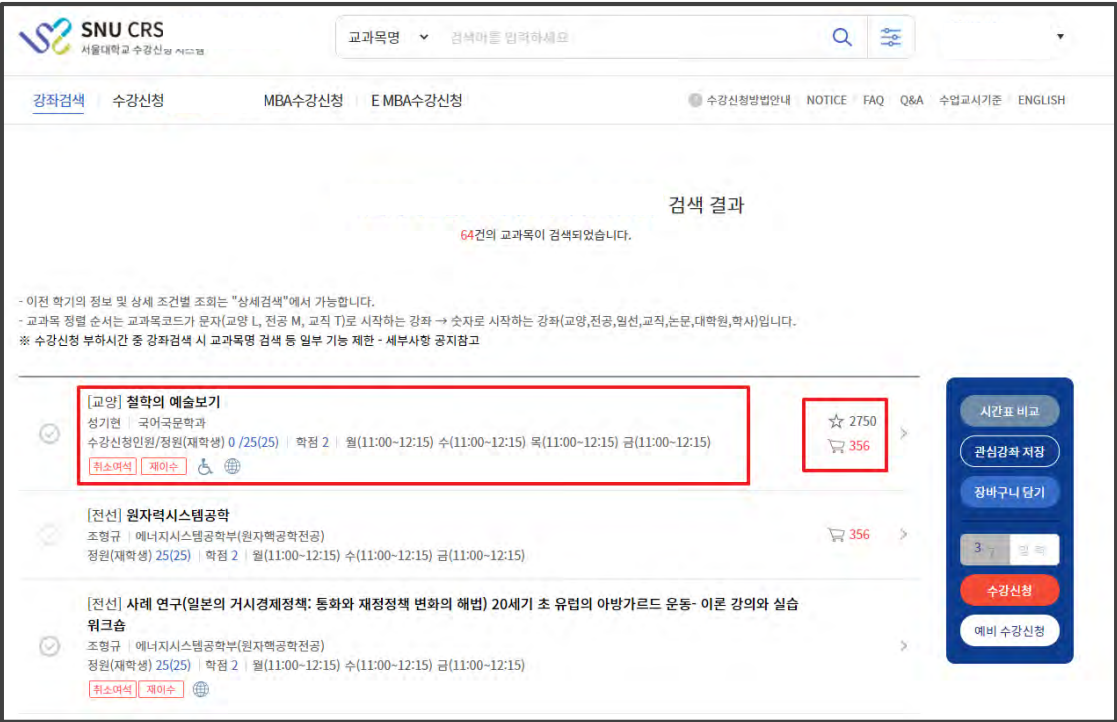 SNU CRS
서울대학교 수강신청 시스템
교과목명 검색어를 입력하세요
강좌검색 수강신청 MBA수강신청 E MBA수강신청 수강신청방법안내 NOTICE FAQ Q&A 수업교시기준 ENGLISH
검색 결과
64건의 교과목이 검색되었습니다.
- 이전 학기의 정보 및 상세 조건별 조회는 "상세검색"에서 가능합니다.
- 교과목 정렬 순서는 교과목코드가 문자(교양 L, 전공 M, 교직 T)로 시작하는 강좌 → 숫자로 시작하는 강좌(교양,전공,일선,교직,논문,대학원,학사)입니다.
※ 수강신청 부하시간 중 강좌검색 시 교과목명 검색 등 일부 기능 제한 - 세부사항 공지참고
[교양] 철학의 예술보기
성기현 국어국문학과
수강신청인원/정원(재학생) 0 /25(25) 학점 2 월(11:00~12:15) 수(11:00~12:15) 목(11:00~12:15) 금(11:00~12:15)
취소여석 재이수
☆ 2750
356
[전선] 원자력시스템공학
조형규 에너지시스템공학부(원자핵공학전공)
정원(재학생) 25(25) 학점 2 월(11:00~12:15) 수(11:00~12:15) 금(11:00~12:15)
356
[전선] 사례 연구(일본의 거시경제정책: 통화와 재정정책 변화의 해법) 20세기 초 유럽의 아방가르드 운동- 이론 강의와 실습
워크숍
조형규 에너지시스템공학부(원자핵공학전공)
정원(재학생) 25(25) 학점 2 월(11:00~12:15) 수(11:00~12:15) 금(11:00~12:15)
취소여석 재이수
시간표 비교
관심강좌 저장
장바구니 담기
3 7
수강신청
예비 수강신청